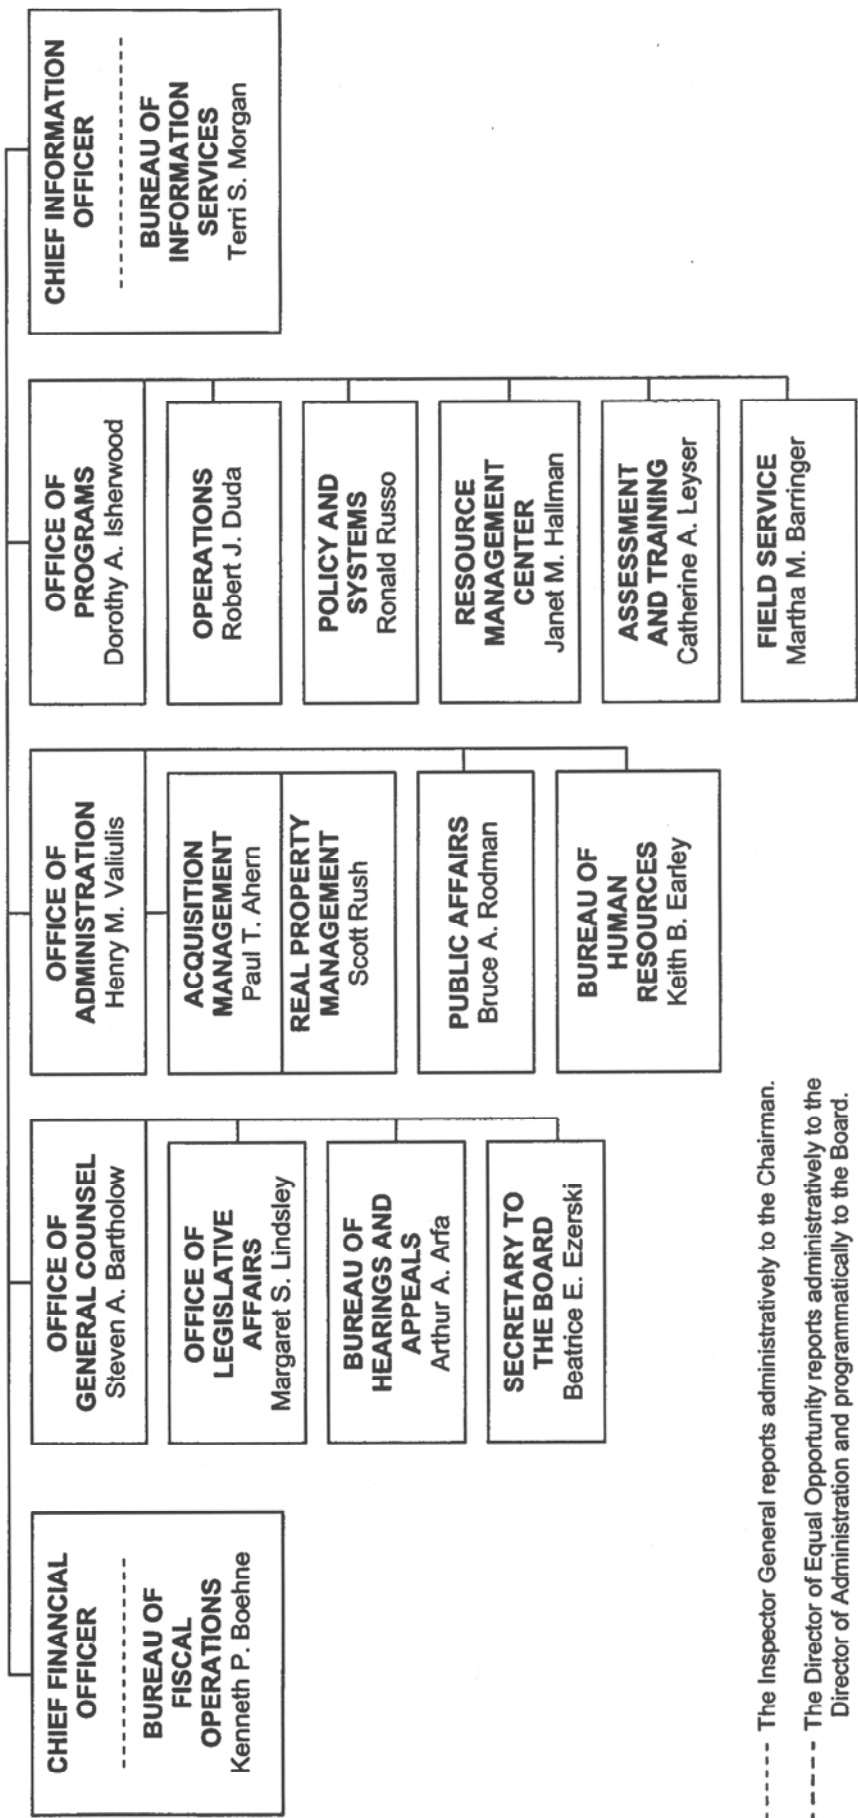 CHIEF FINANCIAL
OFFICER
BUREAU OF
FISCAL
OPERATIONS
Kenneth P. Boehne
OFFICE OF
GENERAL COUNSEL
Steven A. Bartholow
OFFICE OF
LEGISLATIVE
AFFAIRS
Margaret S. Lindsley
BUREAU OF
HEARINGS AND
APPEALS
Arthur A. Arfa
SECRETARY TO
THE BOARD
Beatrice E. Ezerski
OFFICE OF
ADMINISTRATION
Henry M. Valiulis
ACQUISITION
MANAGEMENT
Paul T. Ahern
REAL PROPERTY
MANAGEMENT
Scott Rush
PUBLIC AFFAIRS
Bruce A. Rodman
BUREAU OF
HUMAN
RESOURCES
Keith B. Earley
OFFICE OF
PROGRAMS
Dorothy A. Isherwood
OPERATIONS
Robert J. Duda
POLICY AND
SYSTEMS
Ronald Russo
RESOURCE
MANAGEMENT
CENTER
Janet M. Hallman
ASSESSMENT
AND TRAINING
Catherine A. Leyser
FIELD SERVICE
Martha M. Barringer
CHIEF INFORMATION
OFFICER
BUREAU OF
INFORMATION
SERVICES
Terri S. Morgan
The Inspector General reports administratively to the Chairman.
The Director of Equal Opportunity reports administratively to the
Director of Administration and programmatically to the Board.